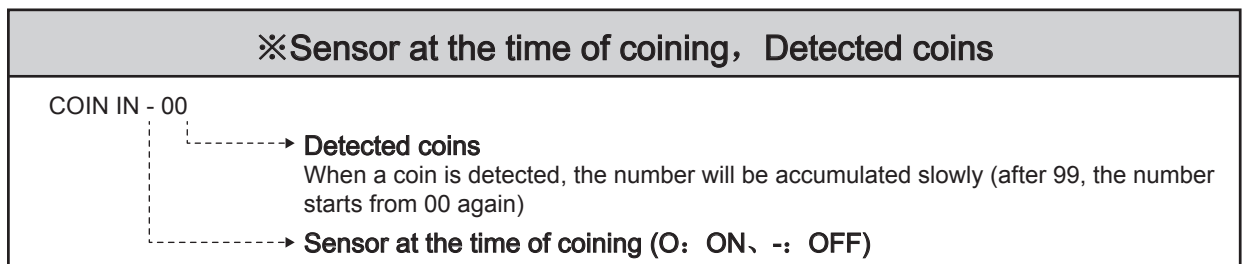 ※Sensor at the time of coining，Detected coins
COIN IN - 00
Detected coins
When a coin is detected, the number will be accumulated slowly (after 99, the number
starts from 00 again)
Sensor at the time of coining (O：ON、-：OFF)